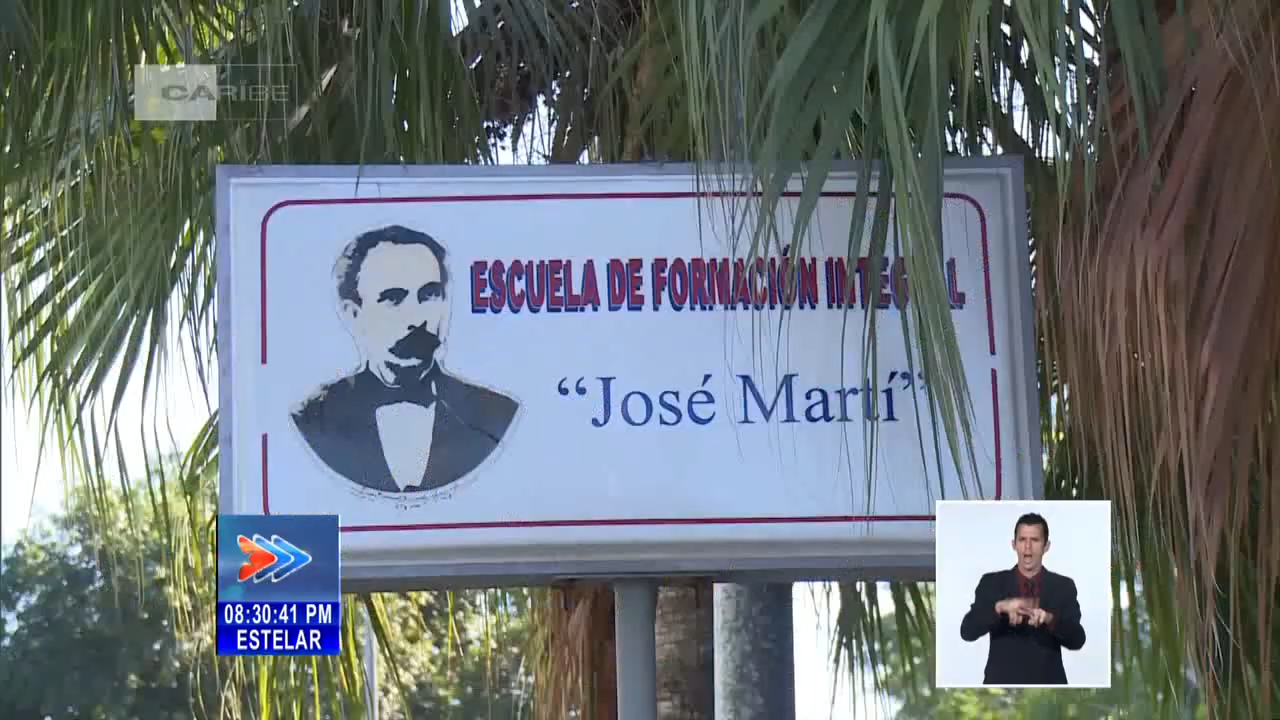 CARIBE
ESCUELA DE FORMACIÓN INTEGRAL
“José Martí”
08:30:41 PM
ESTELAR